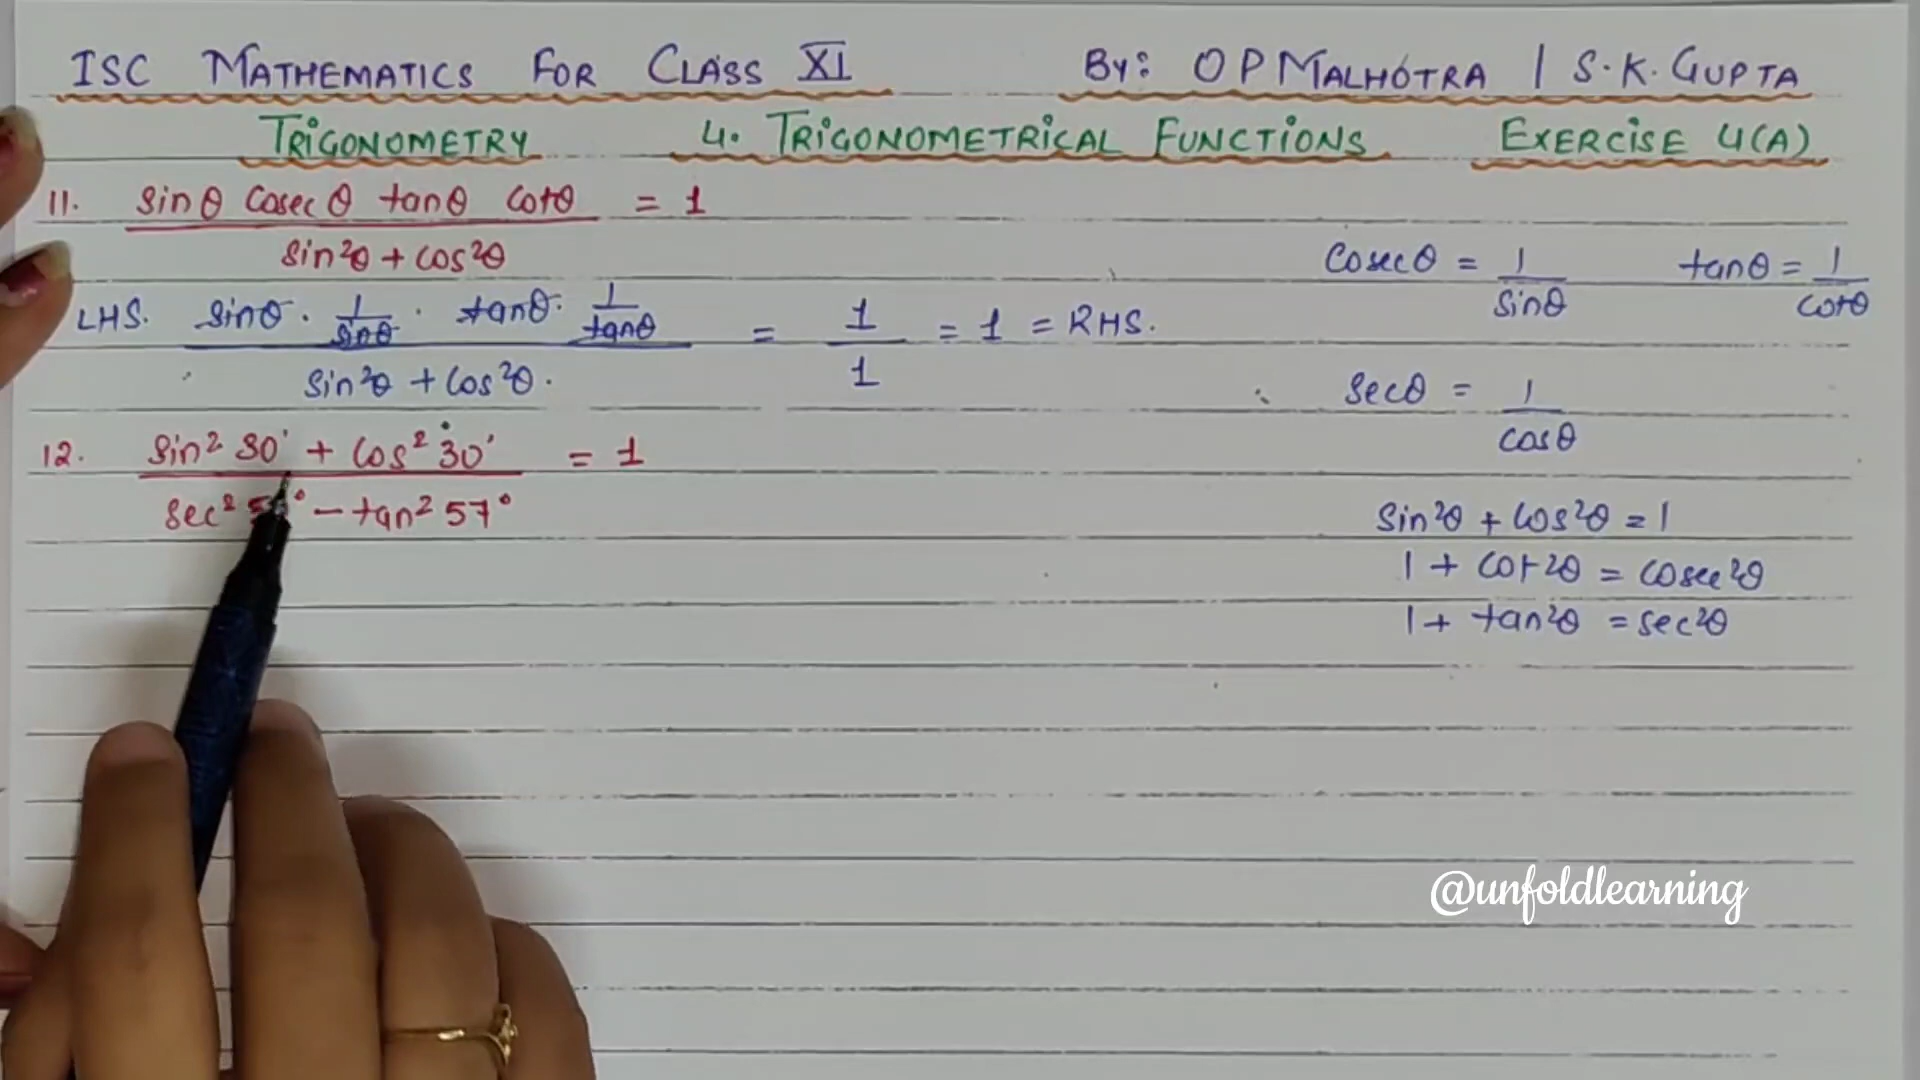 ISC MATHEMATICS FOR CLASS XI BY: O P MALHOTRA | S.K. GUPTA
TRIGONOMETRY 4. TRIGONOMETRICAL FUNCTIONS EXERCISE 4(A)
11. sinθ cosecθ tanθ cotθ = 1
sin²θ + cos²θ
cosecθ = 1/sinθ tanθ = 1/cotθ
LHS. sinθ · 1/sinθ · tanθ · 1/tanθ = 1/1 = 1 = RHS.
sin²θ + cos²θ.
secθ = 1/cosθ
12. sin² 30' + cos² 30' = 1
sec² - tan² 57°
sin²θ + cos²θ = 1
1 + cot²θ = cosec²θ
1 + tan²θ = sec²θ
@unfoldlearning